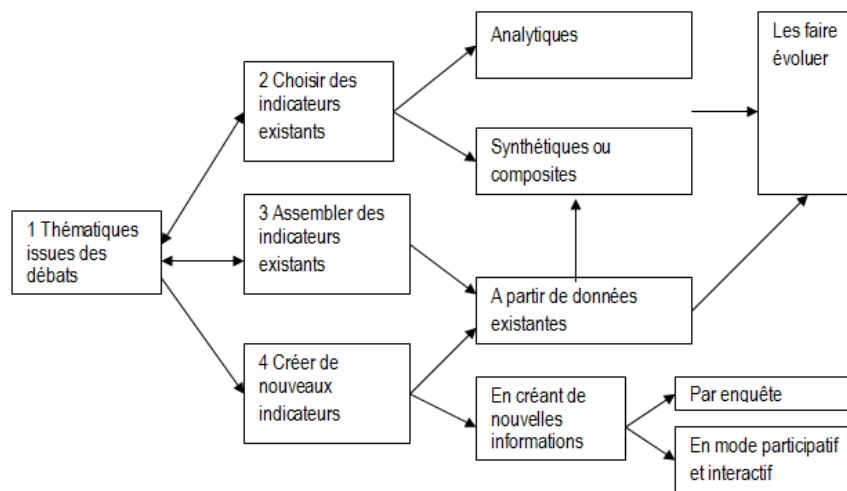 1 Thématiques
issues des
débats
2 Choisir des
indicateurs
existants
3 Assembler des
indicateurs
existants
4 Créer de
nouveaux
indicateurs
Analytiques
Synthétiques ou
composites
A partir de données
existantes
En créant de
nouvelles
informations
Les faire
évoluer
Par enquête
En mode participatif
et interactif